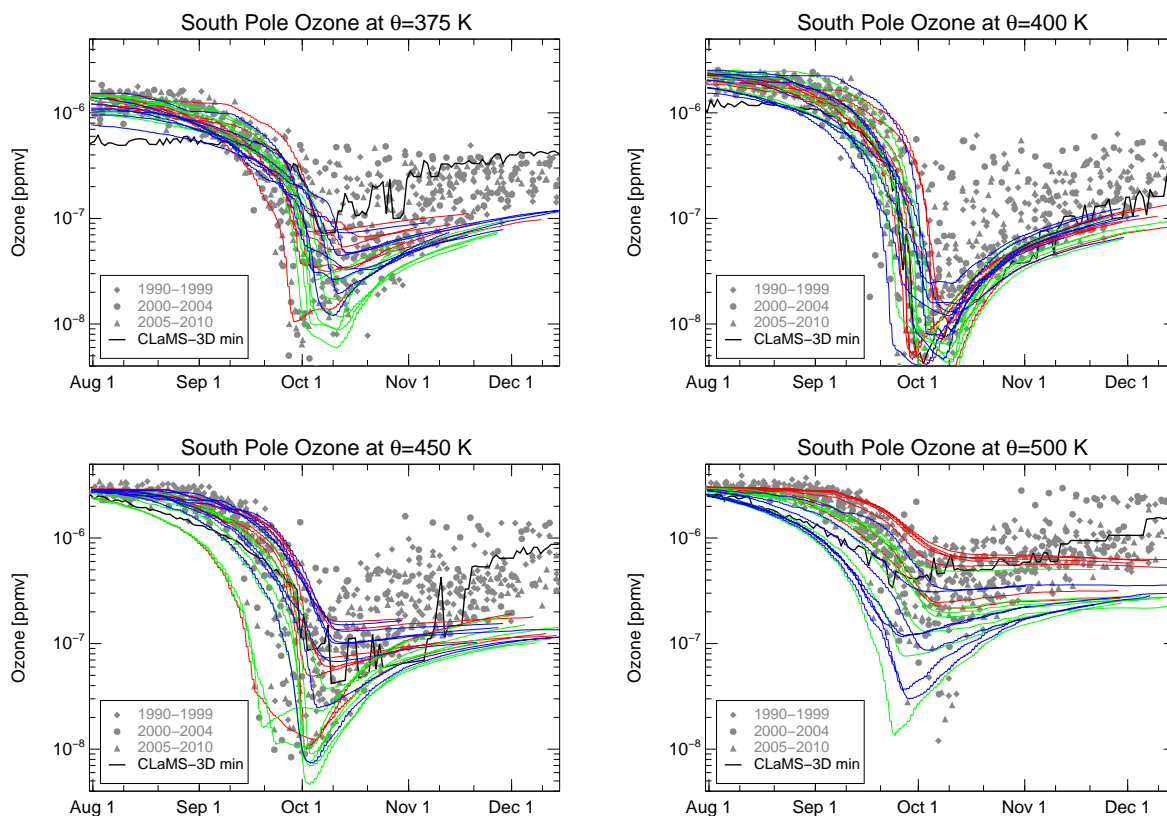 South Pole Ozone at θ=375 K
Ozone [ppmv]
10⁻⁶
10⁻⁷
10⁻⁸
1990−1999
2000−2004
2005−2010
CLaMS−3D min
Aug 1 Sep 1 Oct 1 Nov 1 Dec 1
South Pole Ozone at θ=400 K
Ozone [ppmv]
10⁻⁶
10⁻⁷
10⁻⁸
1990−1999
2000−2004
2005−2010
CLaMS−3D min
Aug 1 Sep 1 Oct 1 Nov 1 Dec 1
South Pole Ozone at θ=450 K
Ozone [ppmv]
10⁻⁶
10⁻⁷
10⁻⁸
1990−1999
2000−2004
2005−2010
CLaMS−3D min
Aug 1 Sep 1 Oct 1 Nov 1 Dec 1
South Pole Ozone at θ=500 K
Ozone [ppmv]
10⁻⁶
10⁻⁷
10⁻⁸
1990−1999
2000−2004
2005−2010
CLaMS−3D min
Aug 1 Sep 1 Oct 1 Nov 1 Dec 1